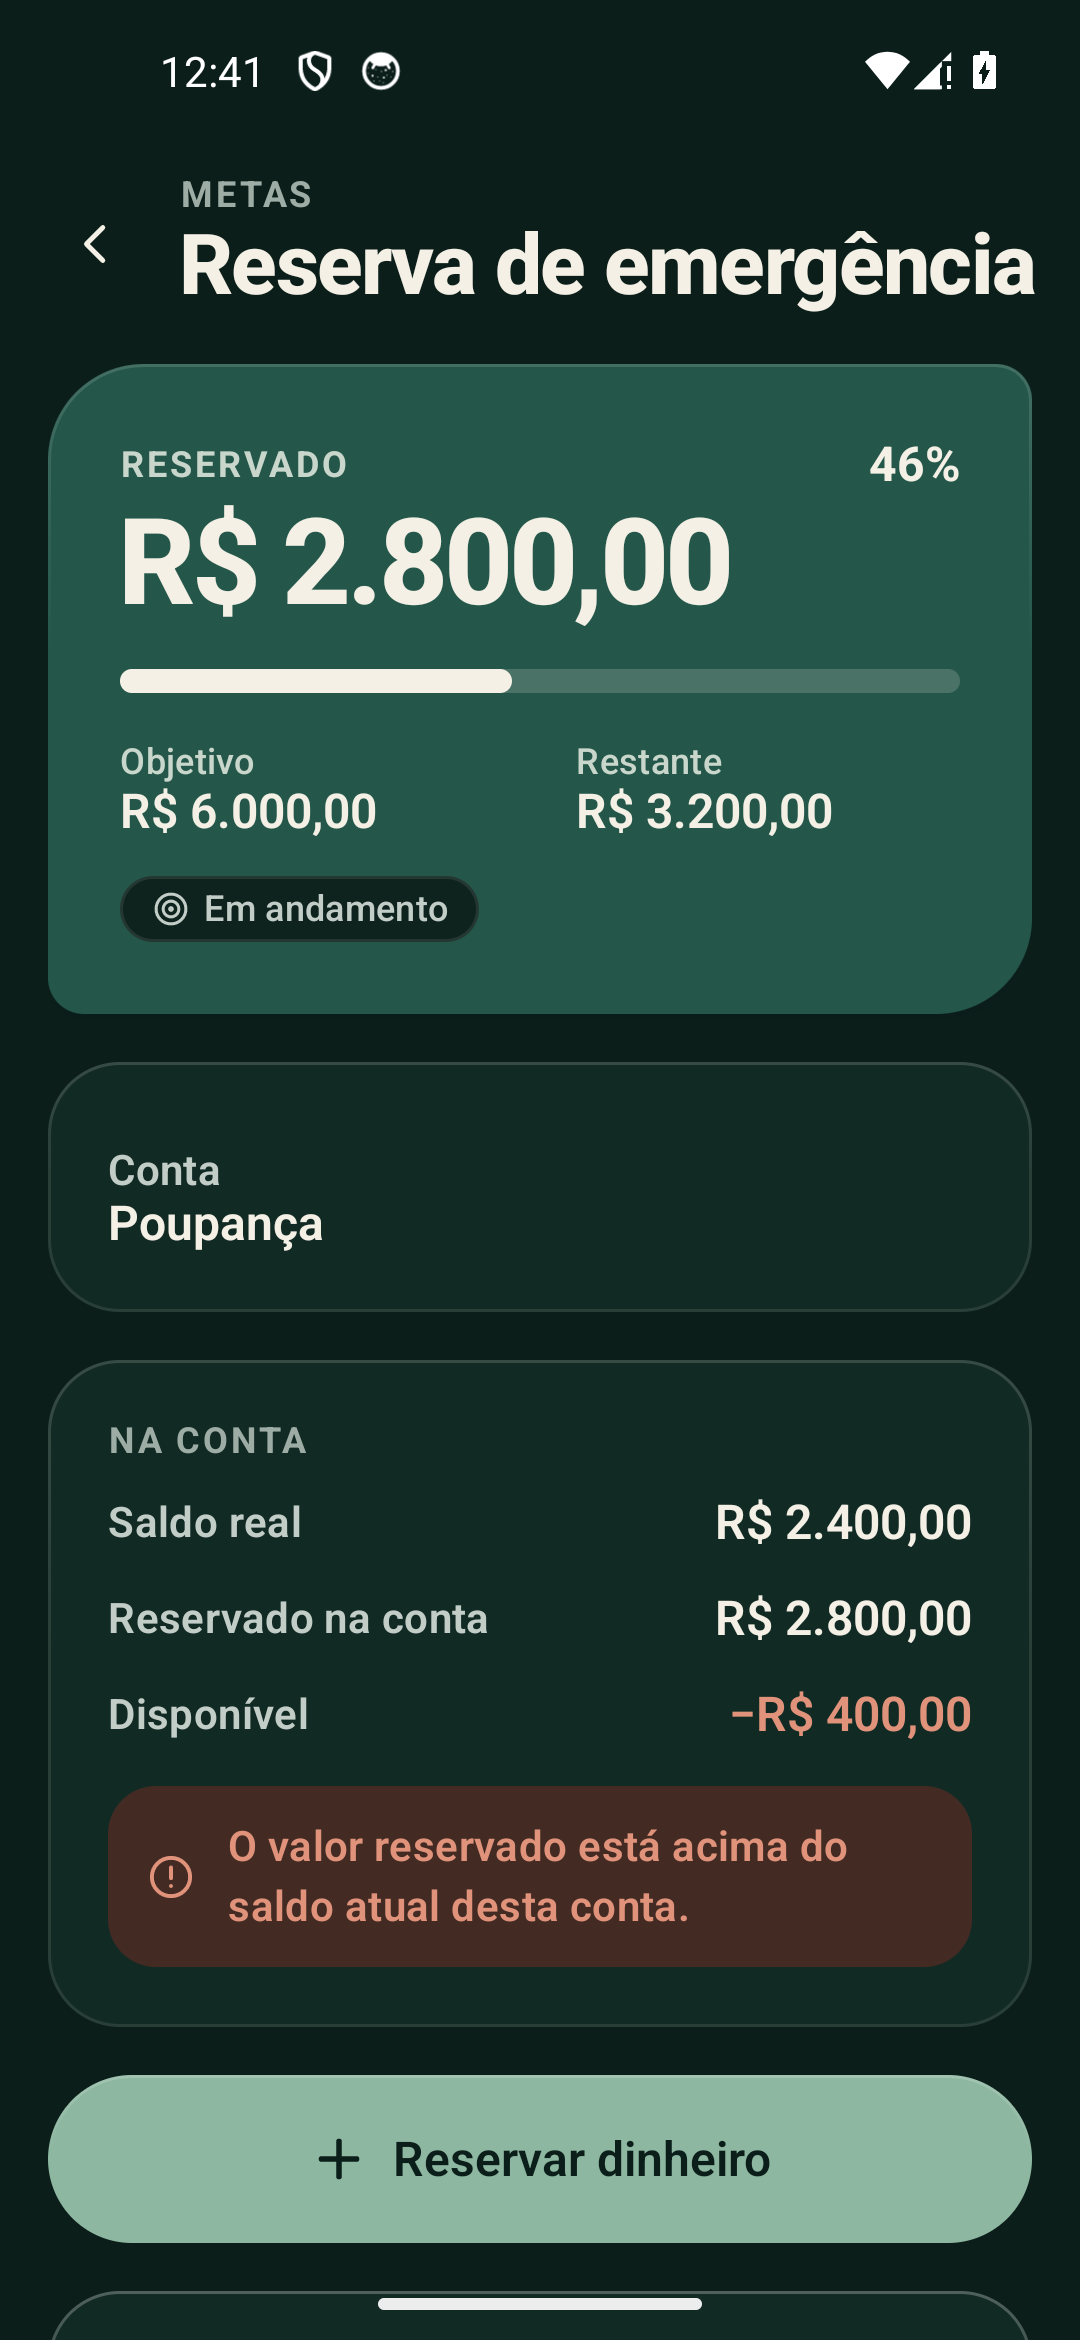 12:41
METAS
Reserva de emergência
RESERVADO
46%
R$ 2.800,00
Objetivo
Restante
R$ 6.000,00
R$ 3.200,00
Em andamento
Conta
Poupança
NA CONTA
Saldo real
R$ 2.400,00
Reservado na conta
R$ 2.800,00
Disponível
−R$ 400,00
O valor reservado está acima do
saldo atual desta conta.
Reservar dinheiro